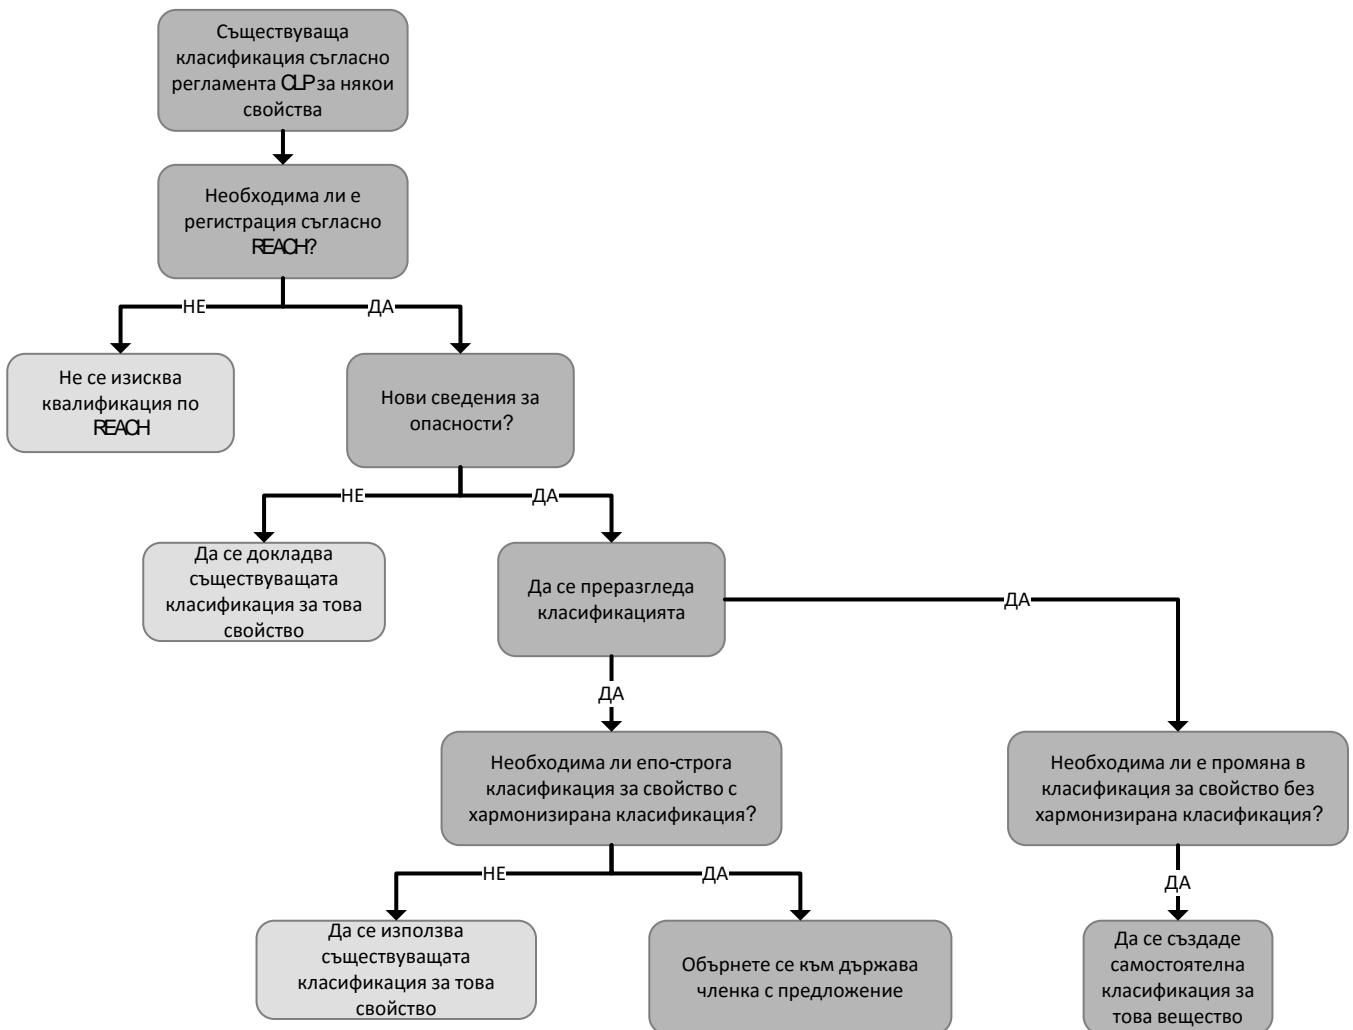 Съществуваща
класификация съгласно
регламента CLP за някои
свойства
Необходима ли е
регистрация съгласно
REACH?
НЕ
ДА
Не се изисква
квалификация по
REACH
Нови сведения за
опасности?
НЕ
ДА
Да се докладва
съществуващата
класификация за това
свойство
Да се преразгледа
класификацията
ДА
ДА
Необходима ли епо-строга
класификация за свойство с
хармонизирана класификация?
Необходима ли е промяна в
класификация за свойство без
хармонизирана класификация?
НЕ
ДА
ДА
Да се използва
съществуващата
класификация за това
свойство
Обърнете се към държава
членка с предложение
Да се създаде
самостоятелна
класификация за
това вещество